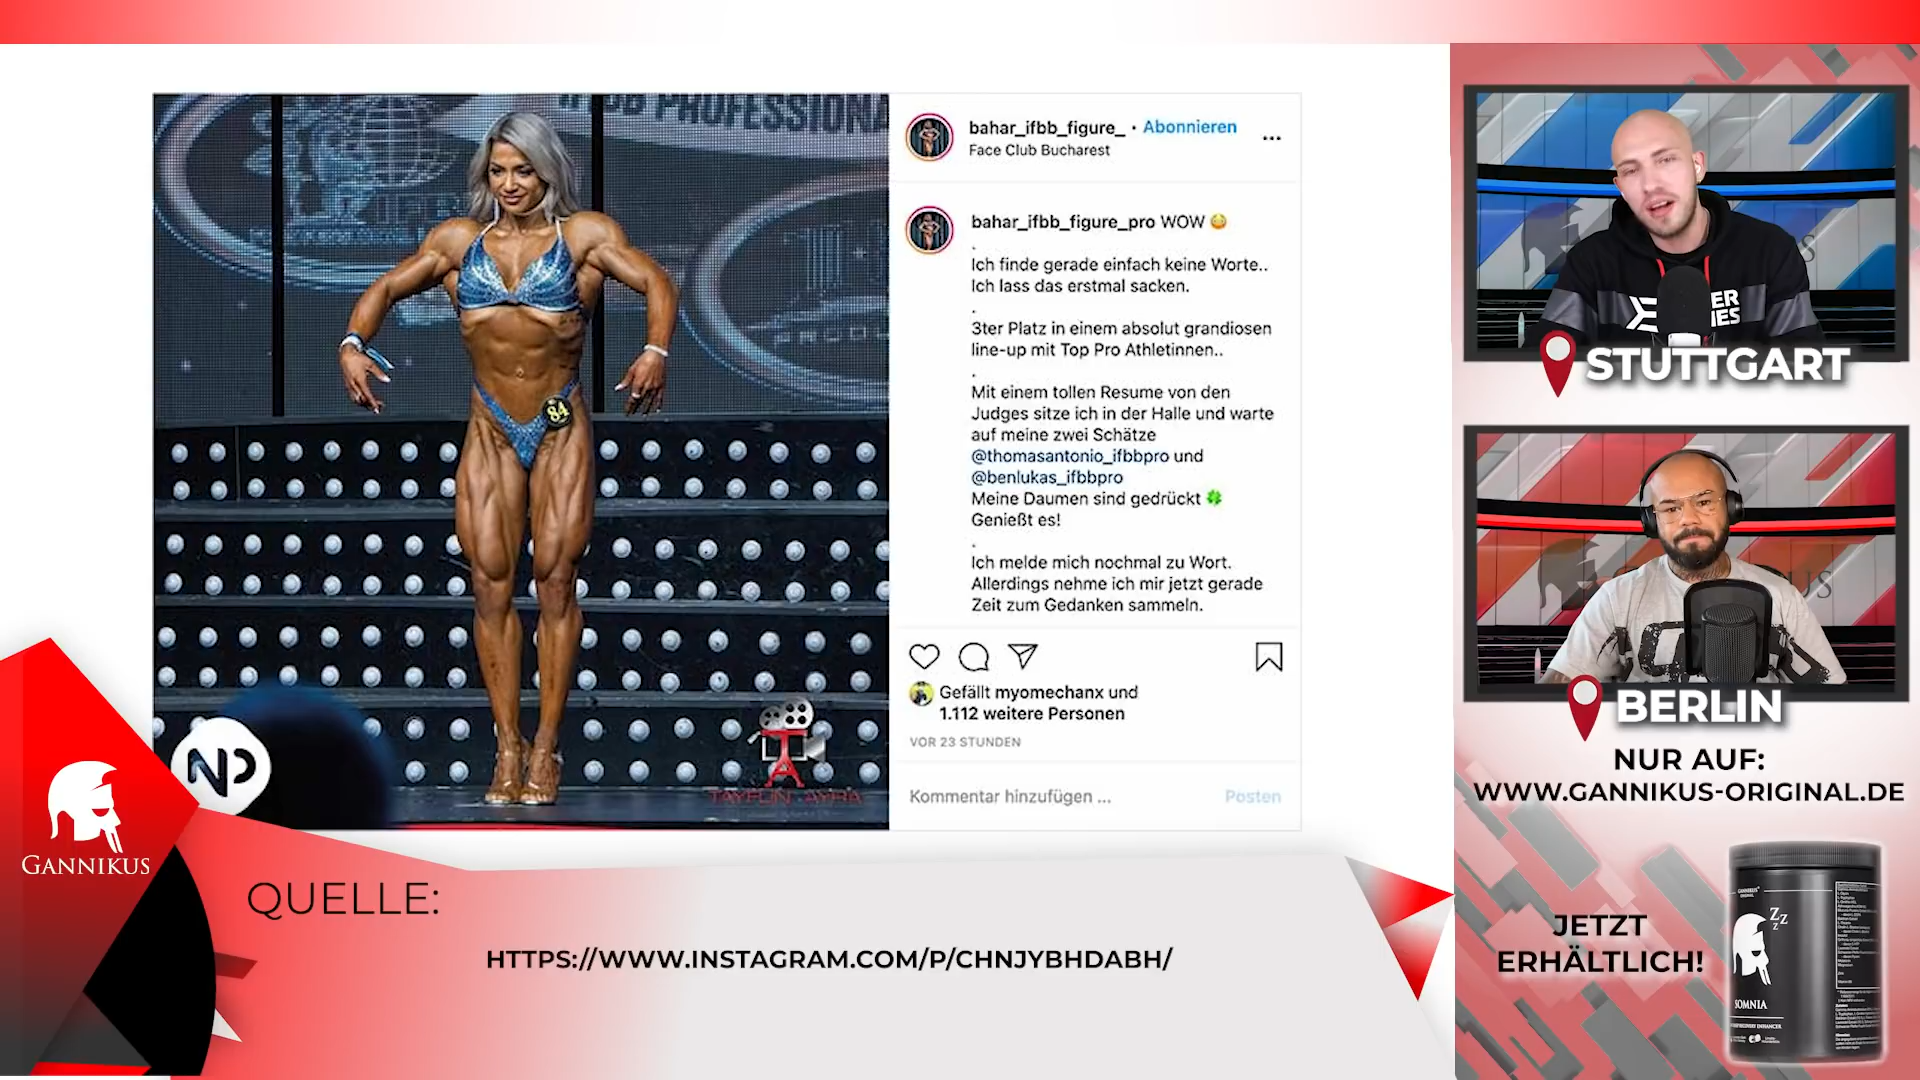 IFBB PROFESSIONAL
84
TAYFUN AYRA
bahar_ifbb_figure_ • Abonnieren
Face Club Bucharest
...
bahar_ifbb_figure_pro WOW 🥹
.
Ich finde gerade einfach keine Worte..
Ich lass das erstmal sacken.
.
3ter Platz in einem absolut grandiosen
line-up mit Top Pro Athletinnen..
.
Mit einem tollen Resume von den
Judges sitze ich in der Halle und warte
auf meine zwei Schätze
@thomasantonio_ifbbpro und
@benlukas_ifbbpro
Meine Daumen sind gedrückt 🍀
Genießt es!
.
Ich melde mich nochmal zu Wort.
Allerdings nehme ich mir jetzt gerade
Zeit zum Gedanken sammeln.
Gefällt myomechanx und
1.112 weitere Personen
VOR 23 STUNDEN
Kommentar hinzufügen ...
Posten
GANNIKUS
QUELLE:
HTTPS://WWW.INSTAGRAM.COM/P/CHNJYBHDABH/
STUTTGART
BERLIN
NUR AUF:
WWW.GANNIKUS-ORIGINAL.DE
JETZT
ERHÄLTLICH!
ZZZ
SOMNIA